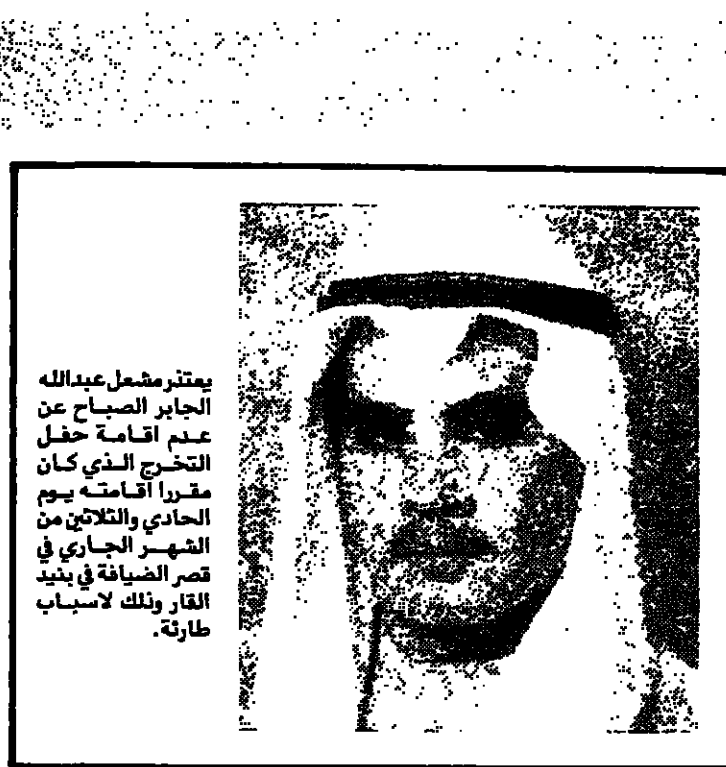 يعتذر مشعل عبدالله
الجابر الصباح عن
عدم اقامة حفل
التخرج الذي كان
مقررا اقامته يوم
الحادي والثلاثين من
الشهر الجاري في
قصر الضيافة في بنيد
القار وذلك لاسباب
طارئة.